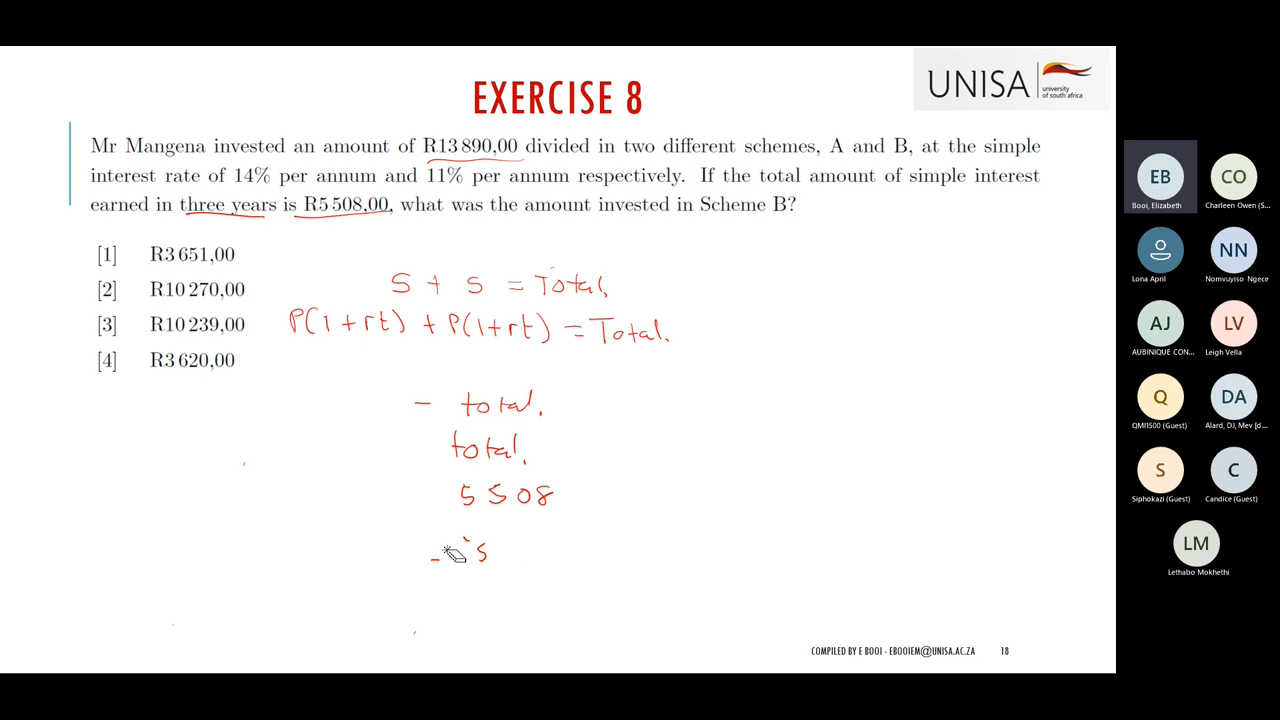 EXERCISE 8
UNISA
university
of south africa
Mr Mangena invested an amount of R13 890,00 divided in two different schemes, A and B, at the simple
interest rate of 14% per annum and 11% per annum respectively. If the total amount of simple interest
earned in three years is R5 508,00, what was the amount invested in Scheme B?
[1] R3 651,00
[2] R10 270,00
[3] R10 239,00
[4] R3 620,00
S + S = Total.
P(1+rt) + P(1+rt) = Total.
- total.
total.
5508
COMPILED BY E BOOI - EBOOIEM@UNISA.AC.ZA
18
EB
Booi, Elizabeth
CO
Charleen Owen (S...
Lona April
NN
Nomvuyiso Ngece
AJ
AUBINIQUE CON...
LV
Leigh Vella
Q
QMI1500 (Guest)
DA
Alard, DJ, Mev [d...
S
Siphokazi (Guest)
C
Candice (Guest)
LM
Lethabo Mokhethi